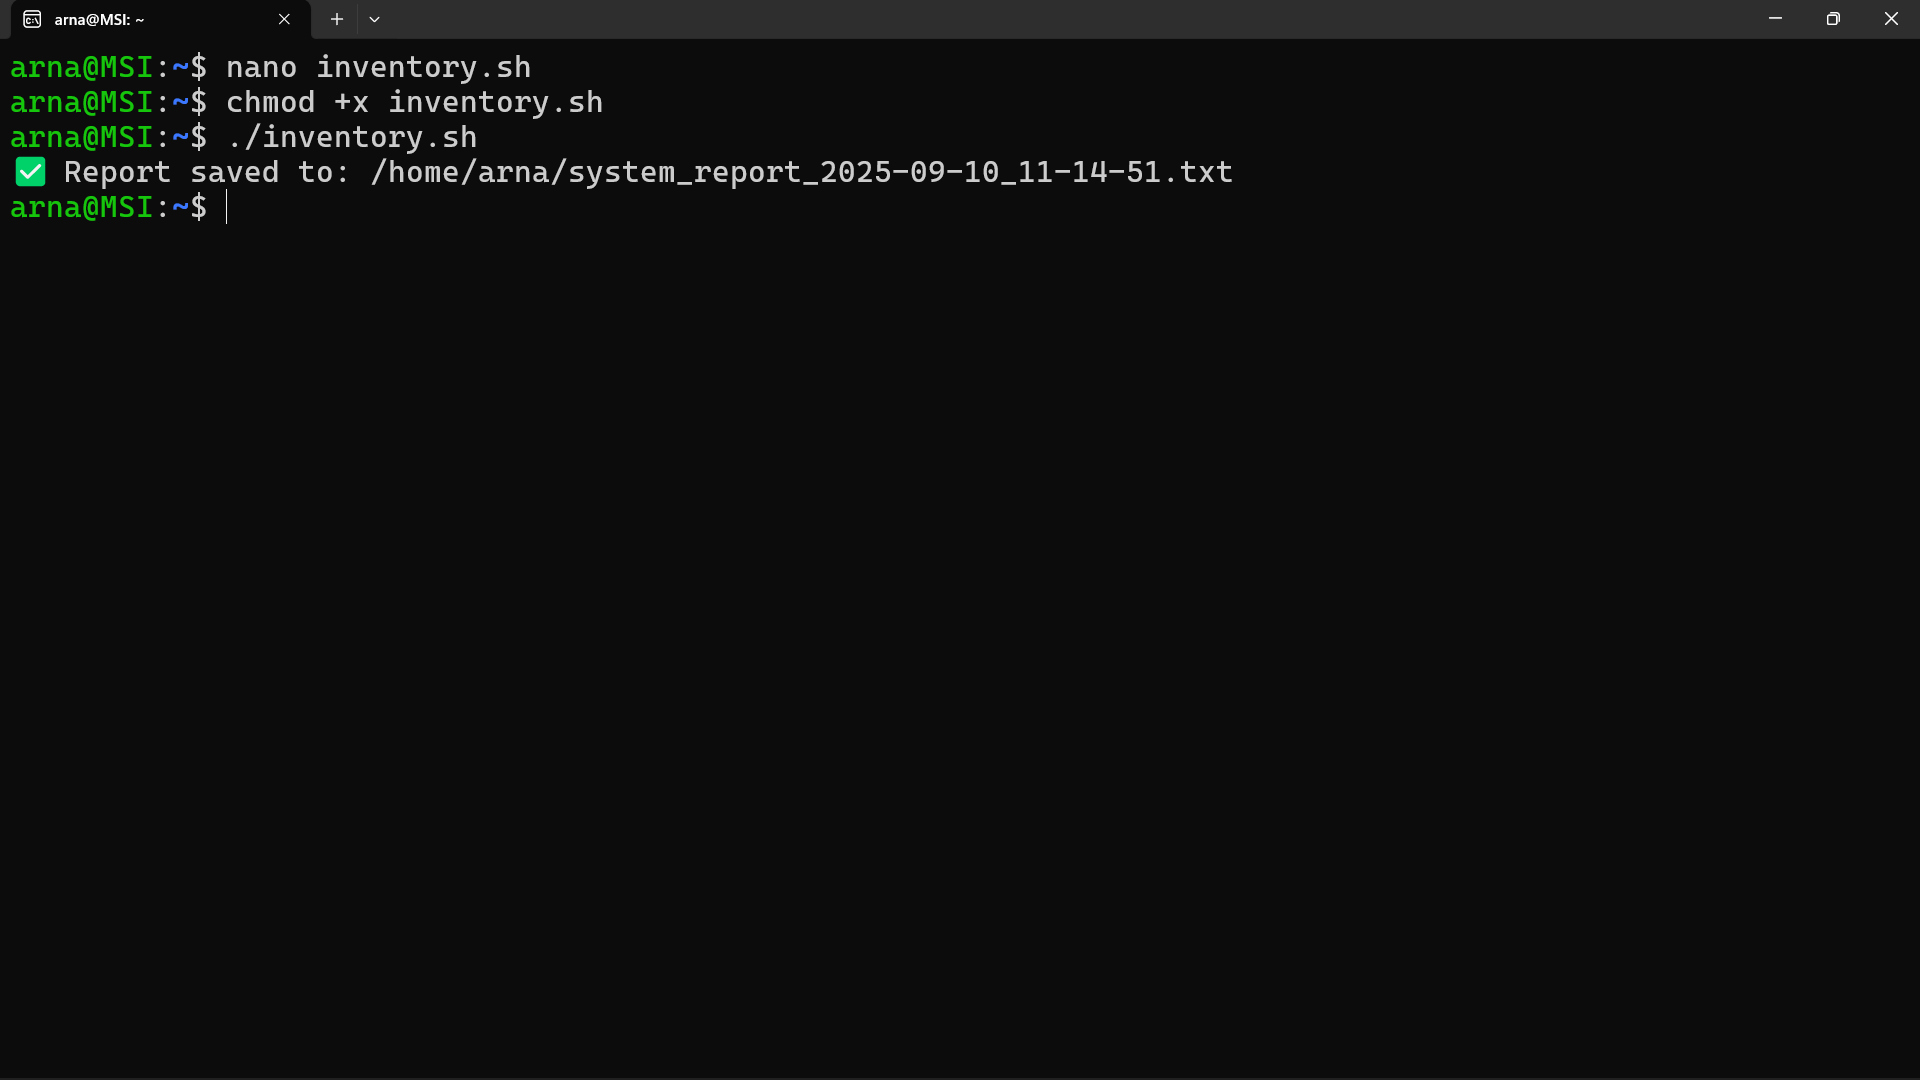 arna@MSI: ~
arna@MSI:~$ nano inventory.sh
arna@MSI:~$ chmod +x inventory.sh
arna@MSI:~$ ./inventory.sh
✅ Report saved to: /home/arna/system_report_2025-09-10_11-14-51.txt
arna@MSI:~$